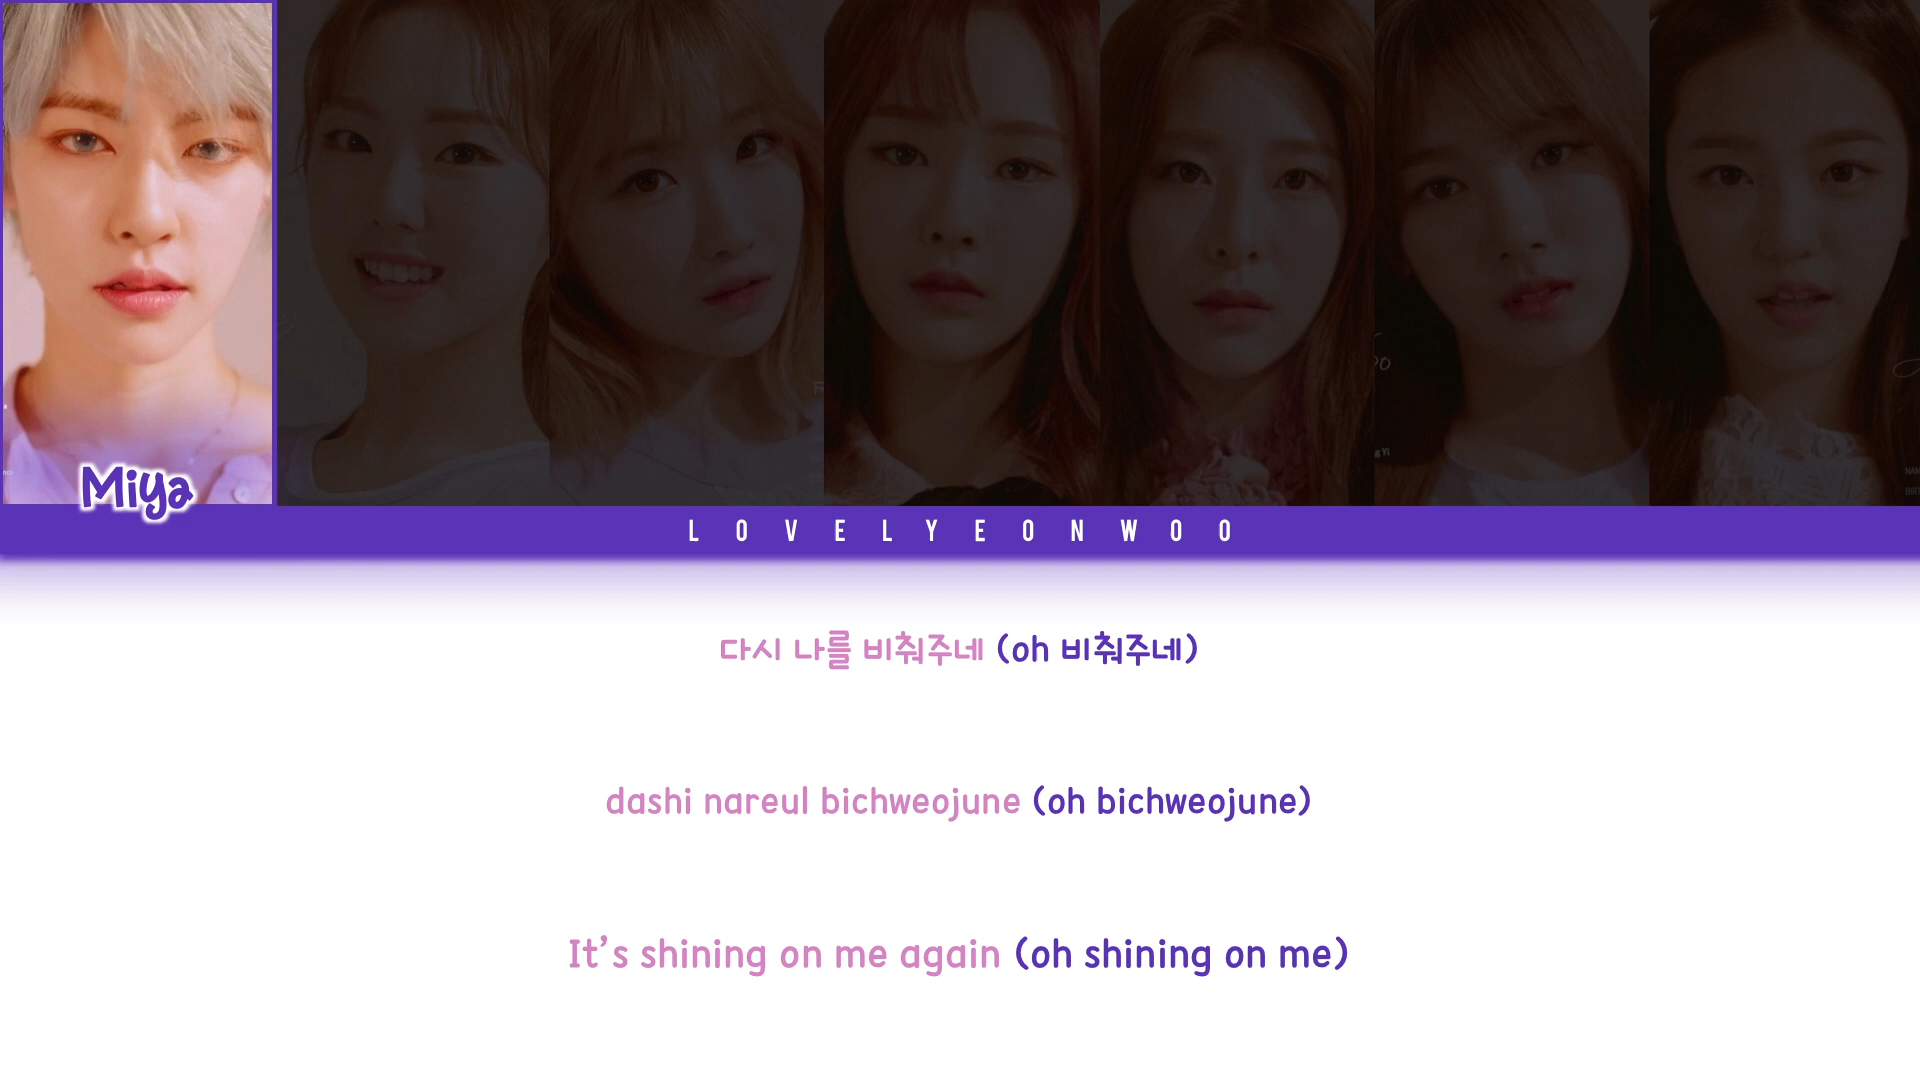 Miya
LOVELYEONWOO
다시 나를 비춰주네 (oh 비춰주네)
dashi nareul bichweojune (oh bichweojune)
It's shining on me again (oh shining on me)